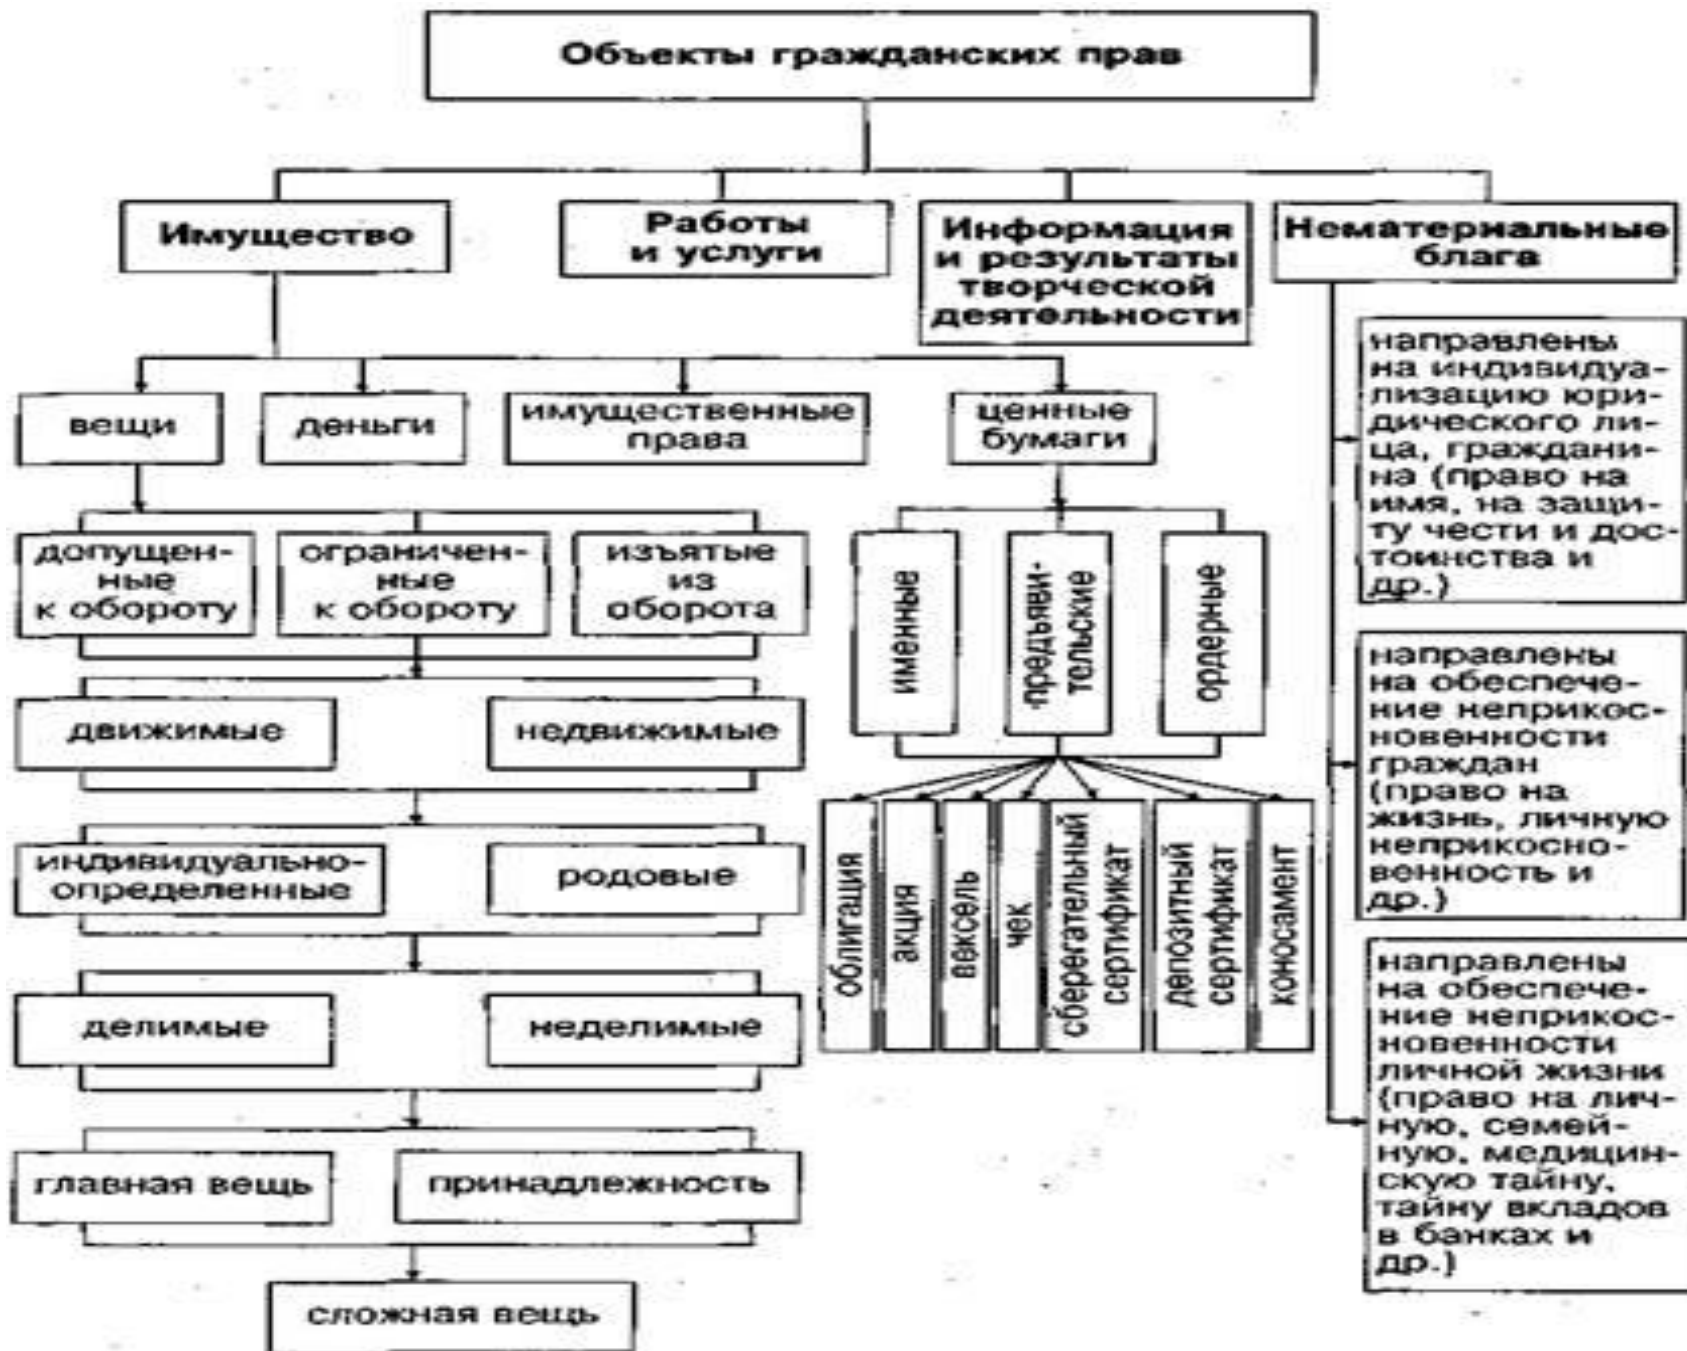 Объекты гражданских прав
Имущество
Работы
и услуги
Информация
и результаты
творческой
деятельности
Нематериальные
блага
вещи
деньги
имущественные
права
ценные
бумаги
допущен-
ные
к обороту
ограничен-
ные
к обороту
изъятые
из
оборота
движимые
недвижимые
индивидуально-
определенные
родовые
делимые
неделимые
главная вещь
принадлежность
сложная вещь
именные
предъяви-
тельские
ордерные
облигация
акция
вексель
чек
сберегательный
сертификат
депозитный
сертификат
коносамент
направлены
на индивидуа-
лизацию юри-
дического ли-
ца, граждани-
на (право на
имя, на защи-
ту чести и дос-
тоинства и
др.)
направлены
на обеспече-
ние неприкос-
новенности
граждан
(право на
жизнь, личную
неприкосно-
венность и
др.)
направлены
на обеспече-
ние неприкос-
новенности
личной жизни
(право на лич-
ную, семей-
ную, медицин-
скую тайну,
тайну вкладов
в банках и
др.)